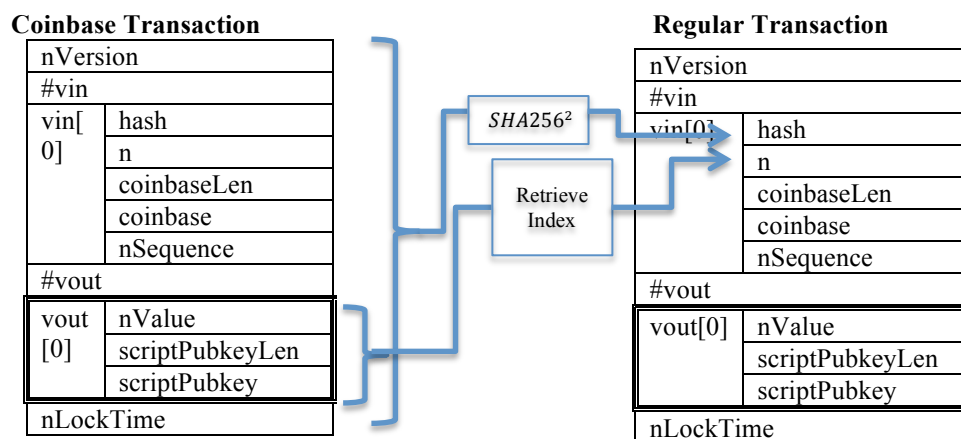 Coinbase Transaction
nVersion
#vin
vin[
0]
hash
n
coinbaseLen
coinbase
nSequence
#vout
vout
[0]
nValue
scriptPubkeyLen
scriptPubkey
nLockTime
SHA256²
Retrieve
Index
Regular Transaction
nVersion
#vin
vin[0]
hash
n
coinbaseLen
coinbase
nSequence
#vout
vout[0]
nValue
scriptPubkeyLen
scriptPubkey
nLockTime